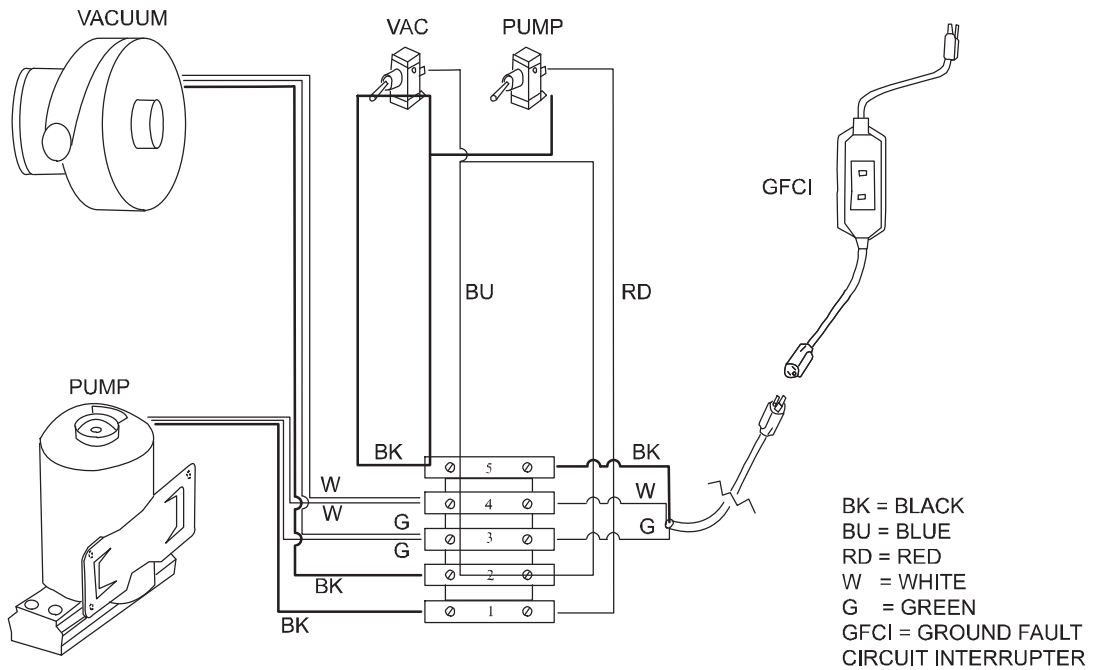 VACUUM
VAC
PUMP
GFCI
BU
RD
PUMP
BK
5
BK
W
4
W
W
G
3
G
G
BK
2
BK
1
BK = BLACK
BU = BLUE
RD = RED
W = WHITE
G = GREEN
GFCI = GROUND FAULT
CIRCUIT INTERRUPTER